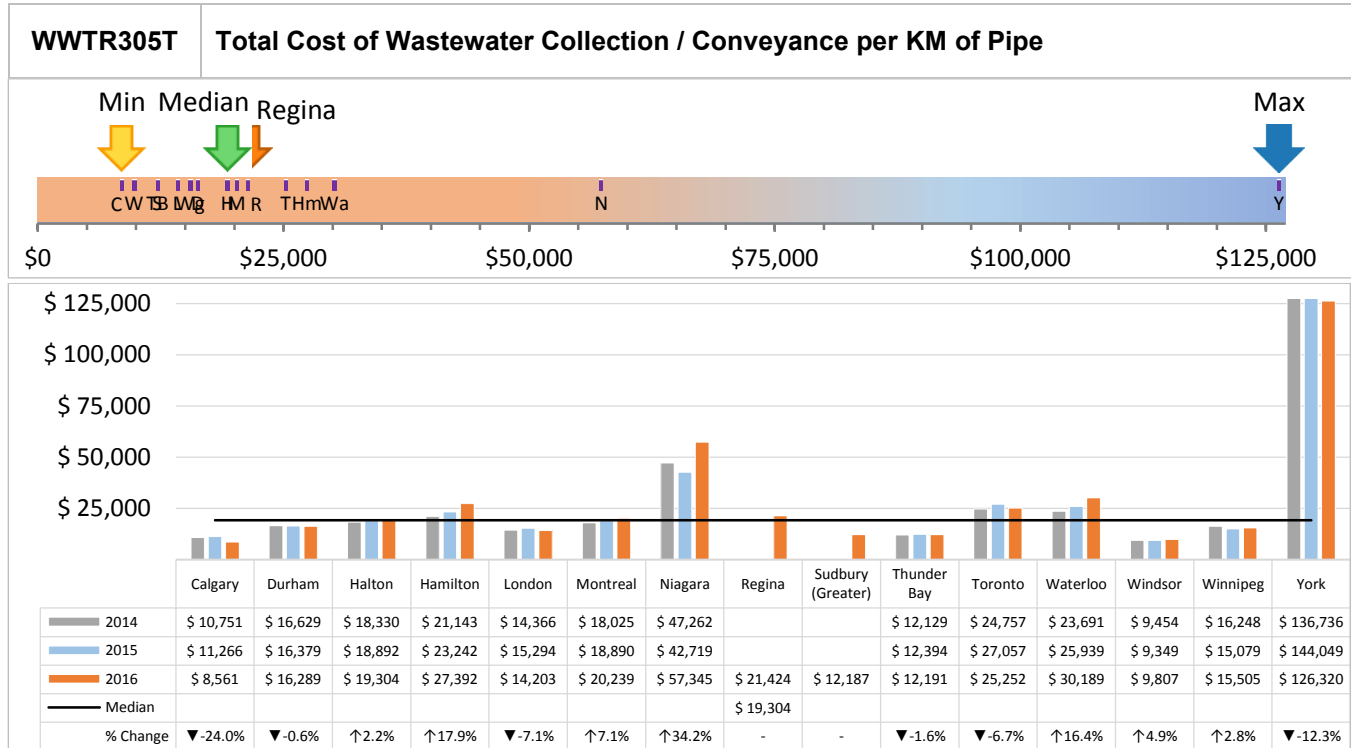 WWTR305T Total Cost of Wastewater Collection / Conveyance per KM of Pipe
Min Median Regina Max
C W TB SB L Wg D H M R T Hm Wa N Y
$0 $25,000 $50,000 $75,000 $100,000 $125,000
$ 125,000
$ 100,000
$ 75,000
$ 50,000
$ 25,000
Calgary Durham Halton Hamilton London Montreal Niagara Regina Sudbury (Greater) Thunder Bay Toronto Waterloo Windsor Winnipeg York
2014 $ 10,751 $ 16,629 $ 18,330 $ 21,143 $ 14,366 $ 18,025 $ 47,262 $ 12,129 $ 24,757 $ 23,691 $ 9,454 $ 16,248 $ 136,736
2015 $ 11,266 $ 16,379 $ 18,892 $ 23,242 $ 15,294 $ 18,890 $ 42,719 $ 12,394 $ 27,057 $ 25,939 $ 9,349 $ 15,079 $ 144,049
2016 $ 8,561 $ 16,289 $ 19,304 $ 27,392 $ 14,203 $ 20,239 $ 57,345 $ 21,424 $ 12,187 $ 12,191 $ 25,252 $ 30,189 $ 9,807 $ 15,505 $ 126,320
Median $ 19,304
% Change ▼-24.0% ▼-0.6% ↑2.2% ↑17.9% ▼-7.1% ↑7.1% ↑34.2% - - ▼-1.6% ▼-6.7% ↑16.4% ↑4.9% ↑2.8% ▼-12.3%